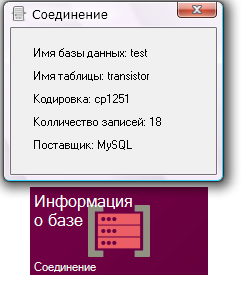 Соединение
Имя базы данных: test
Имя таблицы: transistor
Кодировка: cp1251
Колличество записей: 18
Поставщик: MySQL
Информация
о базе
Соединение